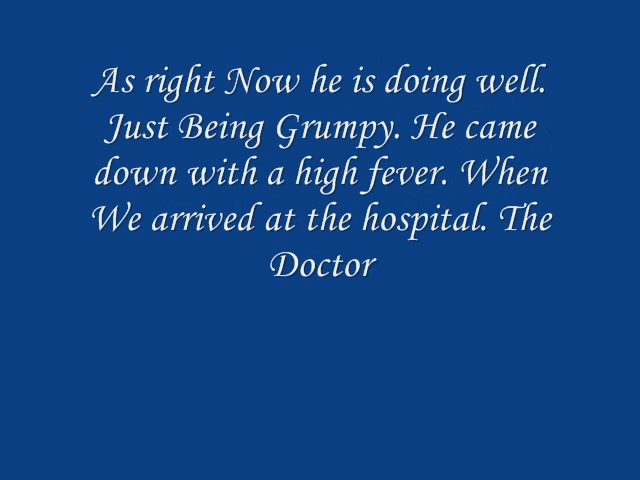 As right Now he is doing well.
Just Being Grumpy. He came
down with a high fever. When
We arrived at the hospital. The
Doctor